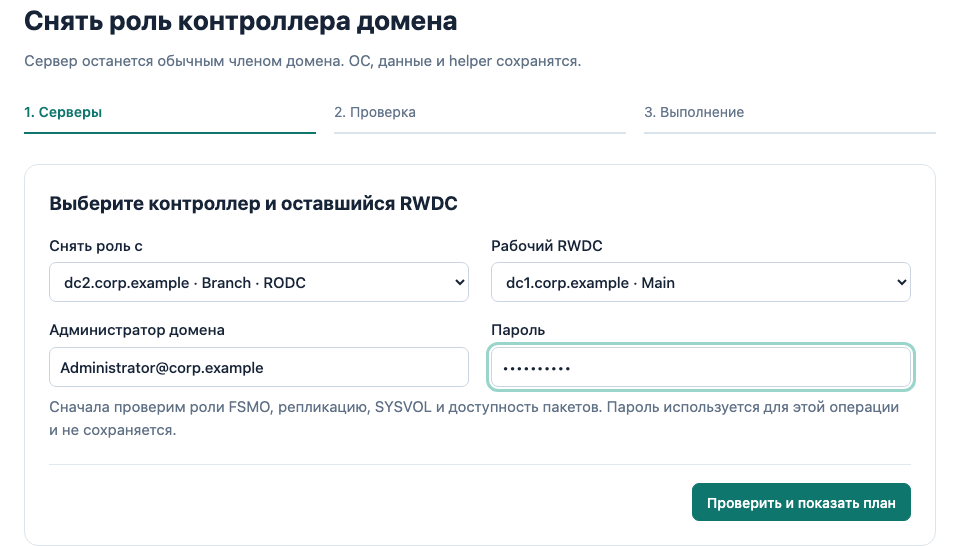 Снять роль контроллера домена
Сервер останется обычным членом домена. ОС, данные и helper сохранятся.
1. Серверы
2. Проверка
3. Выполнение
Выберите контроллер и оставшийся RWDC
Снять роль с
Рабочий RWDC
dc2.corp.example · Branch · RODC
dc1.corp.example · Main
Администратор домена
Пароль
Administrator@corp.example
••••••••••
Сначала проверим роли FSMO, репликацию, SYSVOL и доступность пакетов. Пароль используется для этой операции
и не сохраняется.
Проверить и показать план